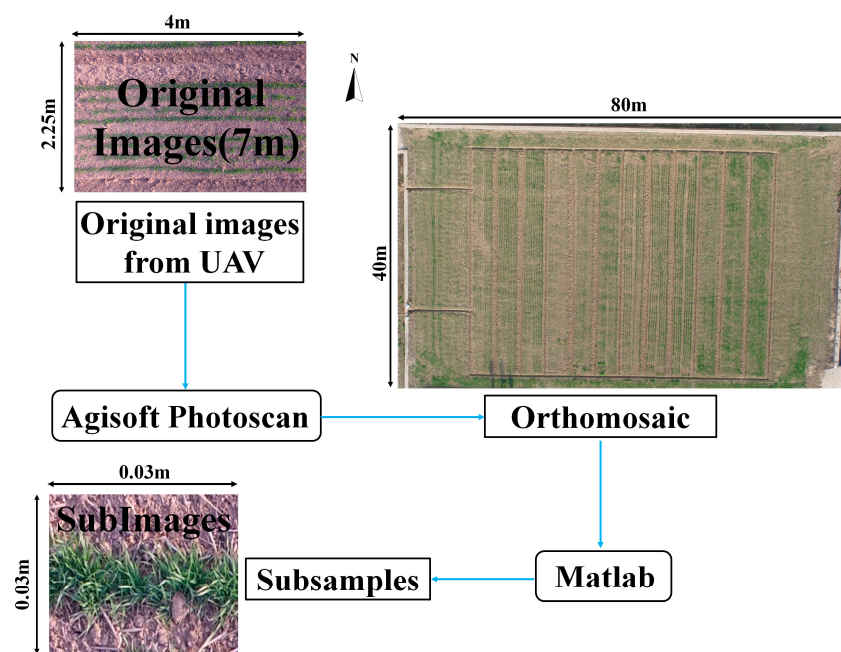 4m
2.25m
Original
Images(7m)
Original images
from UAV
N
80m
40m
Agisoft Photoscan
Orthomosaic
0.03m
0.03m
SubImages
Subsamples
Matlab